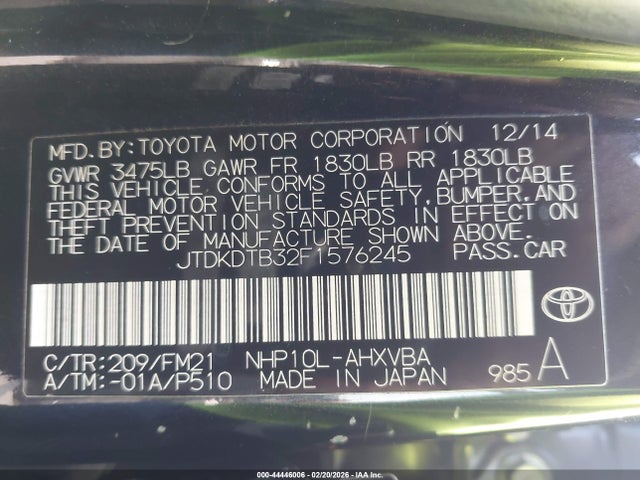 MFD.BY:TOYOTA MOTOR CORPORATION 12/14
GVWR 3475LB GAWR FR 1830LB RR 1830LB
THIS VEHICLE CONFORMS TO ALL APPLICABLE
FEDERAL MOTOR VEHICLE SAFETY,BUMPER,AND
THEFT PREVENTION STANDARDS IN EFFECT ON
THE DATE OF MANUFACTURE SHOWN ABOVE.
JTDKDTB32F1576245 PASS.CAR
C/TR:209/FM21 NHP10L-AHXVBA
A/TM:-01A/P510 MADE IN JAPAN 985 A
000-44446006 - 02/20/2026 - IAA Inc.